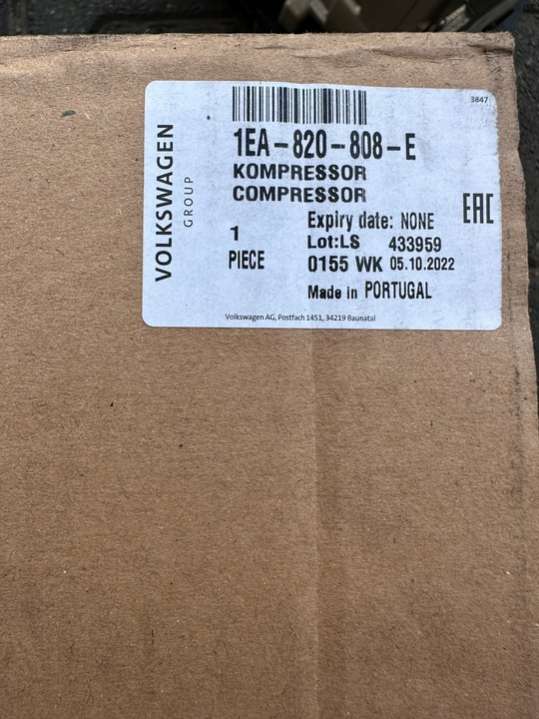 3847
VOLKSWAGEN
GROUP
1EA-820-808-E
KOMPRESSOR
COMPRESSOR
EAC
1
PIECE
Expiry date: NONE
Lot:LS 433959
0155 WK 05.10.2022
Made in PORTUGAL
Volkswagen AG, Postfach 1451, 34219 Baunatal